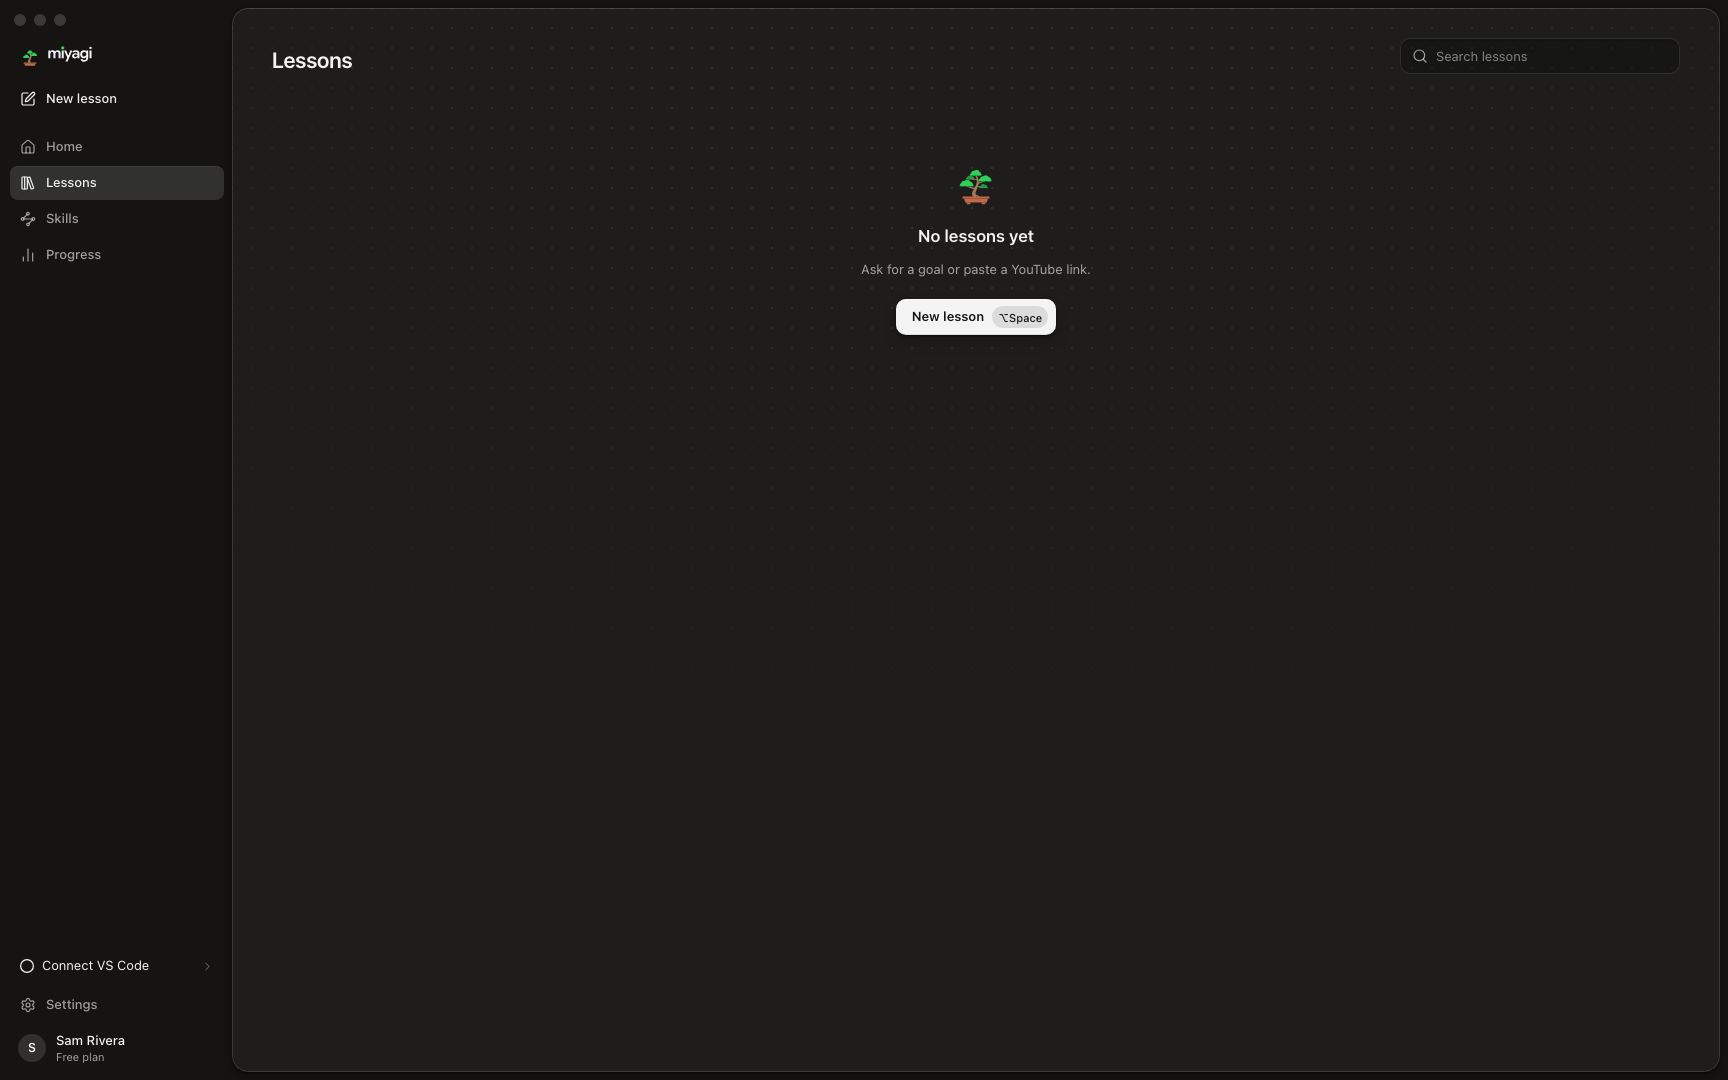 miyagi
New lesson
Home
Lessons
Skills
Progress
Connect VS Code
Settings
S
Sam Rivera
Free plan
Lessons
Search lessons
No lessons yet
Ask for a goal or paste a YouTube link.
New lesson ⌥Space